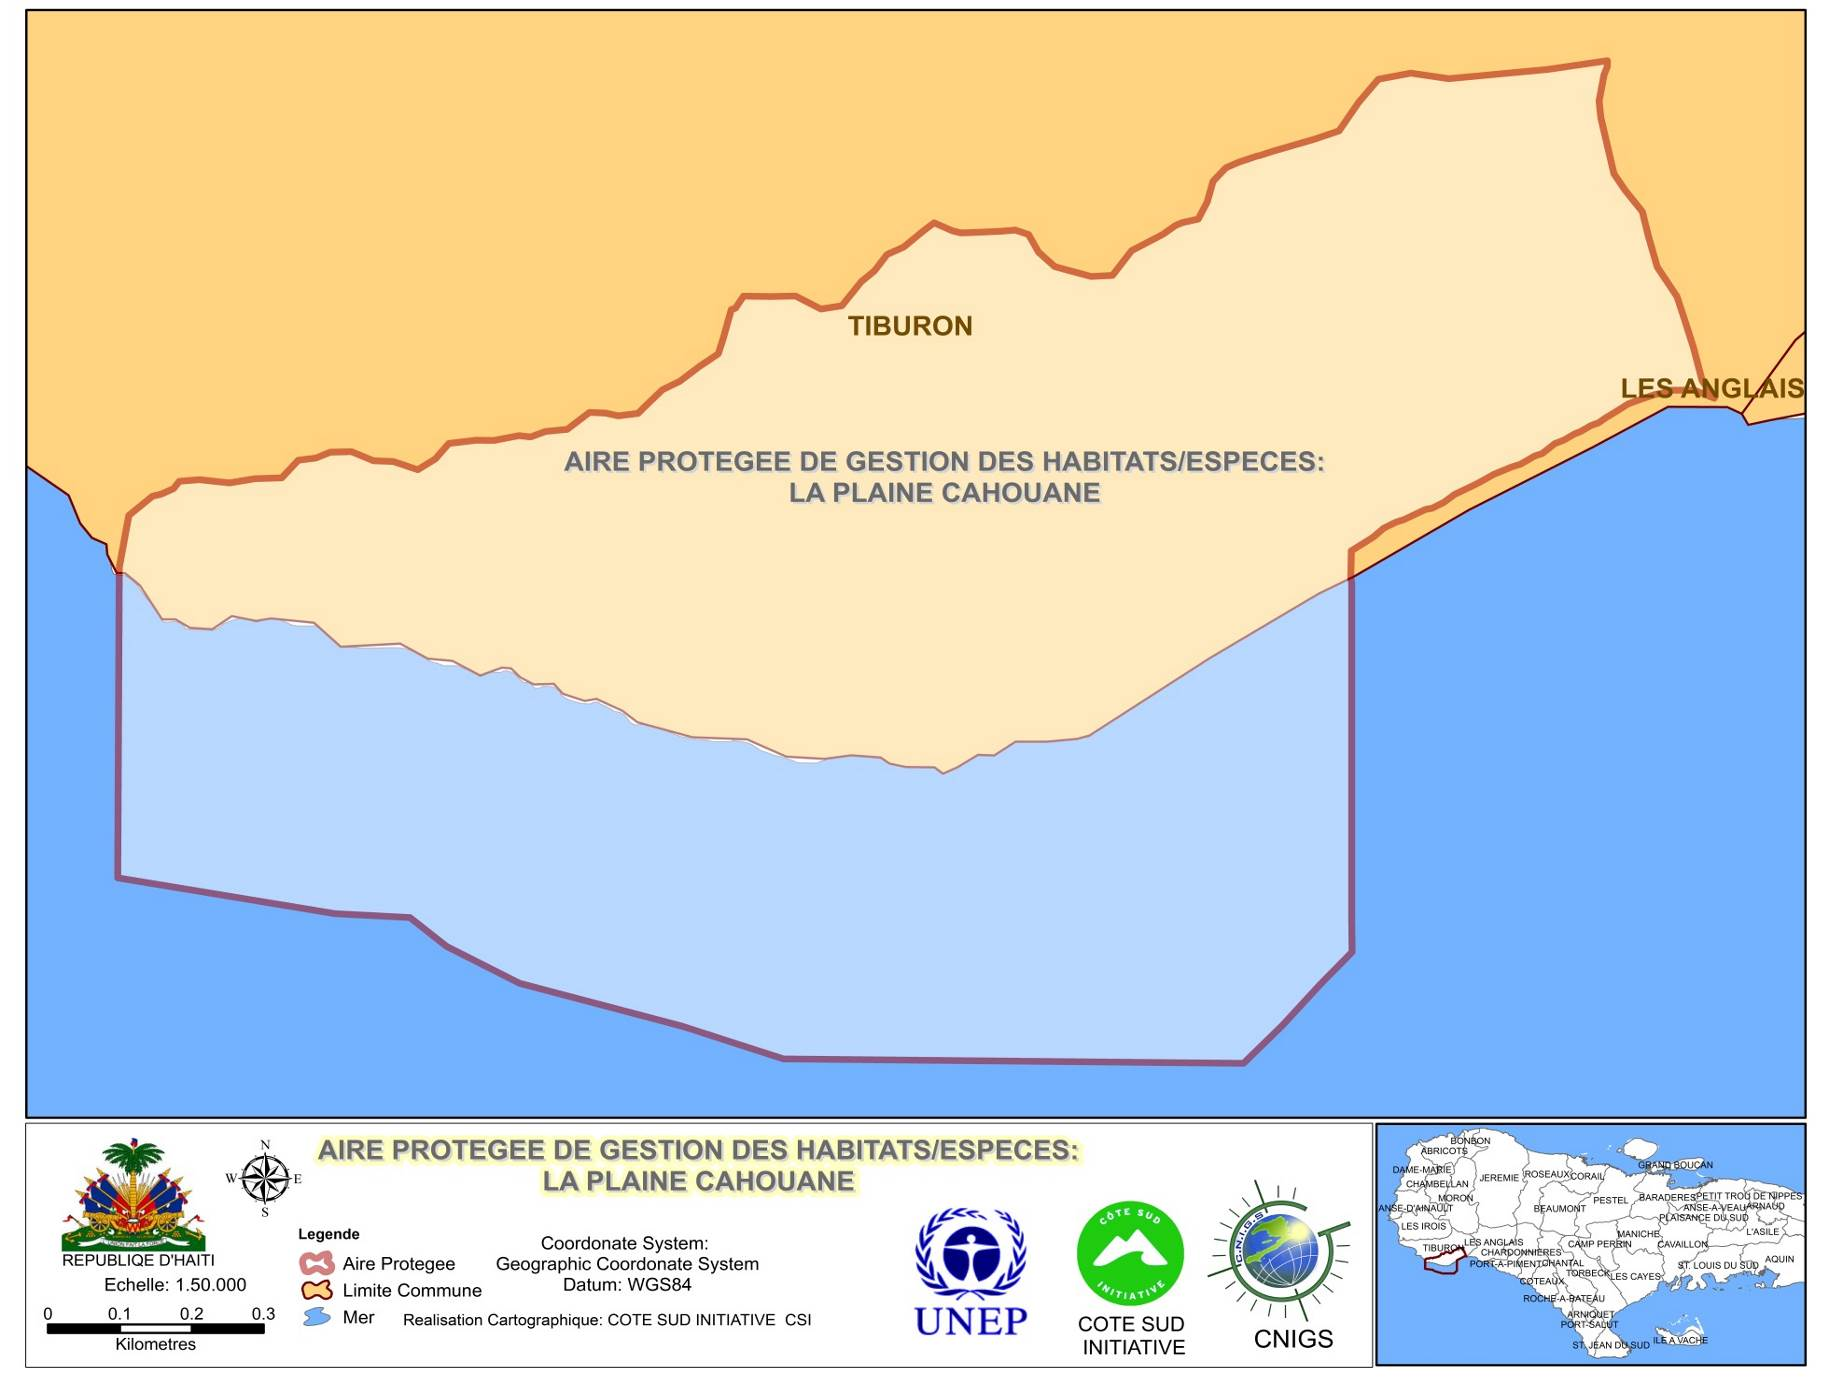 TIBURON
LES ANGLAIS
AIRE PROTEGEE DE GESTION DES HABITATS/ESPECES:
LA PLAINE CAHOUANE
REPUBLIQE D'HAITI
Echelle: 1:50.000
0 0.1 0.2 0.3
Kilometres
N
W E
S
AIRE PROTEGEE DE GESTION DES HABITATS/ESPECES:
LA PLAINE CAHOUANE
Legende
Aire Protegee
Limite Commune
Mer
Coordonate System:
Geographic Coordonate System
Datum: WGS84
Realisation Cartographique: COTE SUD INITIATIVE CSI
UNEP
CÔTE SUD
INITIATIVE
COTE SUD
INITIATIVE
C.N.I.G.S
CNIGS
BONBON
ABRICOTS
DAME-MARIE
CHAMBELLAN
MORON
ANSE-D'AINAULT
LES IROIS
JEREMIE
ROSEAUX
CORAIL
GRAND BOUCAN
PESTEL
BARADERES
PETIT TROU DE NIPPES
ANSE-A-VEAU
ARNAUD
PLAISANCE DU SUD
BEAUMONT
L'ASILE
MANICHE
CAMP PERRIN
CAVAILLON
TIBURON
LES ANGLAIS
CHARDONNIERES
PORT-A-PIMENT
CHANTAL
TORBECK
LES CAYES
ST. LOUIS DU SUD
AQUIN
COTEAUX
ROCHE-A-BATEAU
ARNIQUET
PORT-SALUT
ST. JEAN DU SUD
ILE A VACHE